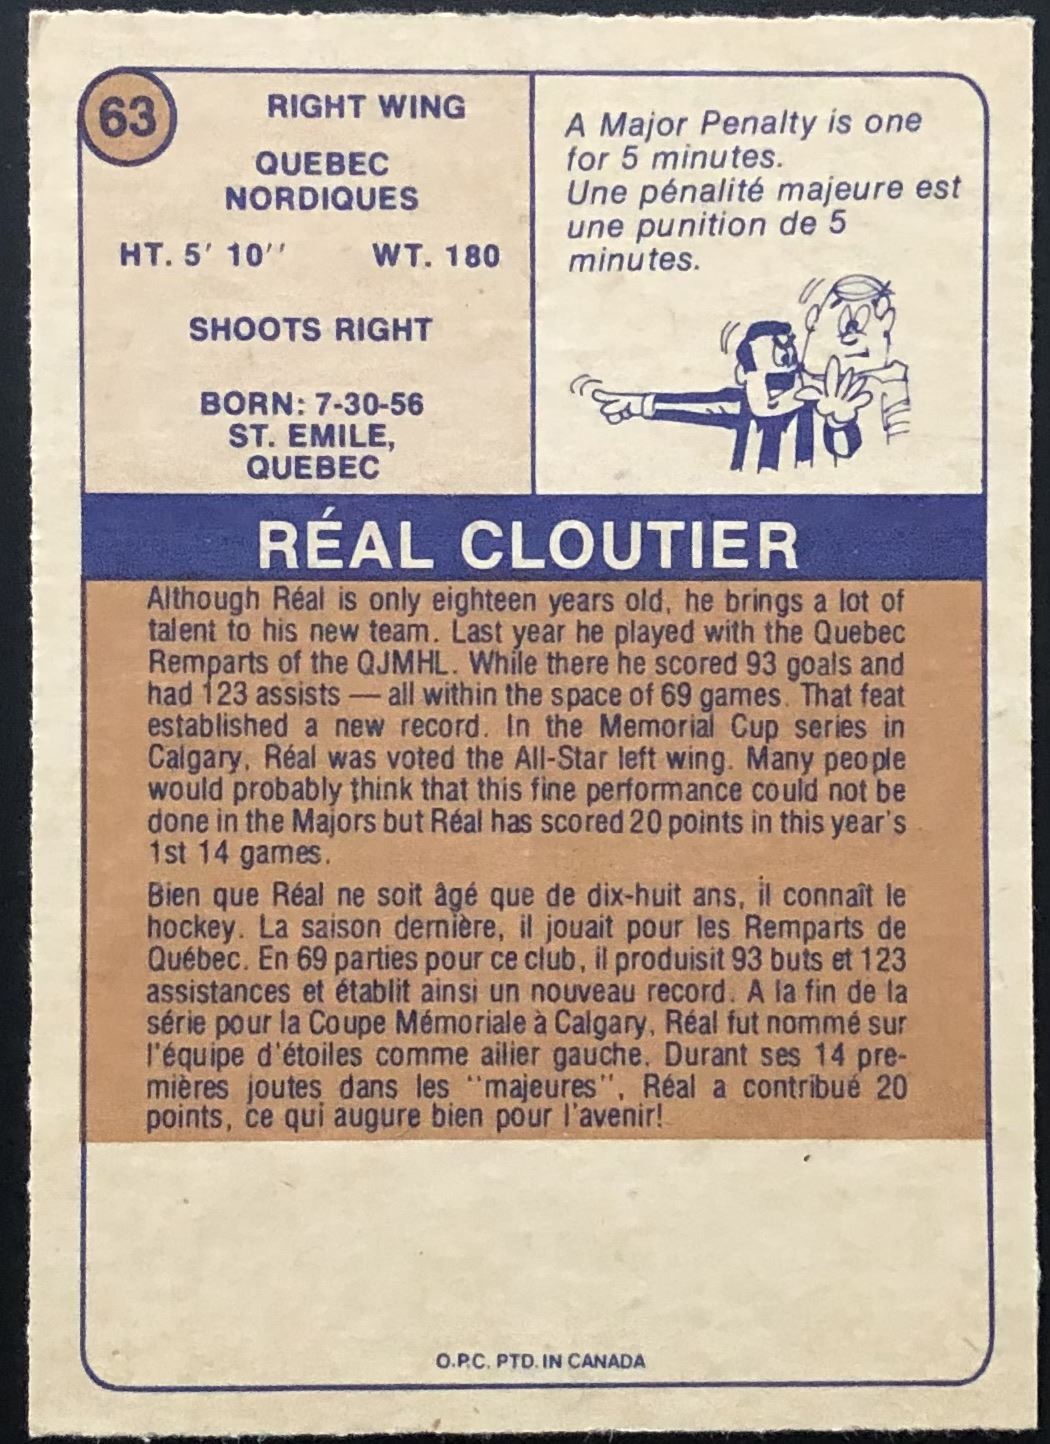 63
RIGHT WING
QUEBEC
NORDIQUES
HT. 5' 10'' WT. 180
SHOOTS RIGHT
BORN: 7-30-56
ST. EMILE,
QUEBEC
A Major Penalty is one
for 5 minutes.
Une pénalité majeure est
une punition de 5
minutes.
RÉAL CLOUTIER
Although Réal is only eighteen years old, he brings a lot of
talent to his new team. Last year he played with the Quebec
Remparts of the QJMHL. While there he scored 93 goals and
had 123 assists — all within the space of 69 games. That feat
established a new record. In the Memorial Cup series in
Calgary, Réal was voted the All-Star left wing. Many people
would probably think that this fine performance could not be
done in the Majors but Réal has scored 20 points in this year's
1st 14 games.
Bien que Réal ne soit âgé que de dix-huit ans, il connaît le
hockey. La saison dernière, il jouait pour les Remparts de
Québec. En 69 parties pour ce club, il produisit 93 buts et 123
assistances et établit ainsi un nouveau record. A la fin de la
série pour la Coupe Mémoriale à Calgary, Réal fut nommé sur
l'équipe d'étoiles comme ailier gauche. Durant ses 14 pre-
mières joutes dans les ''majeures'', Réal a contribué 20
points, ce qui augure bien pour l'avenir!
O.P.C. PTD. IN CANADA